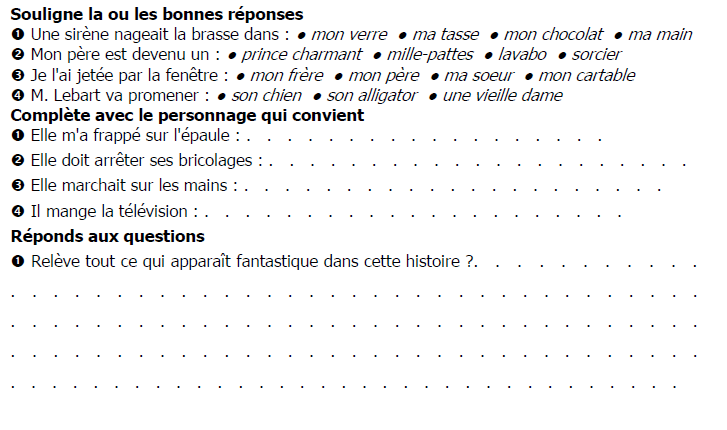 Souligne la ou les bonnes réponses
❶ Une sirène nageait la brasse dans : ● mon verre ● ma tasse ● mon chocolat ● ma main
❷ Mon père est devenu un : ● prince charmant ● mille-pattes ● lavabo ● sorcier
❸ Je l'ai jetée par la fenêtre : ● mon frère ● mon père ● ma soeur ● mon cartable
❹ M. Lebart va promener : ● son chien ● son alligator ● une vieille dame
Complète avec le personnage qui convient
❶ Elle m'a frappé sur l'épaule : . . . . . . . . . . . . . . . . . .
❷ Elle doit arrêter ses bricolages : . . . . . . . . . . . . . . . . . . . . .
❸ Elle marchait sur les mains : . . . . . . . . . . . . . . . . . . . . .
❹ Il mange la télévision : . . . . . . . . . . . . . . . . . . . . .
Réponds aux questions
❶ Relève tout ce qui apparaît fantastique dans cette histoire ?. . . . . . . . . . .
. . . . . . . . . . . . . . . . . . . . . . . . . . . . . . . . .
. . . . . . . . . . . . . . . . . . . . . . . . . . . . . . . . .
. . . . . . . . . . . . . . . . . . . . . . . . . . . . . . . . .
. . . . . . . . . . . . . . . . . . . . . . . . . . . . . . . .